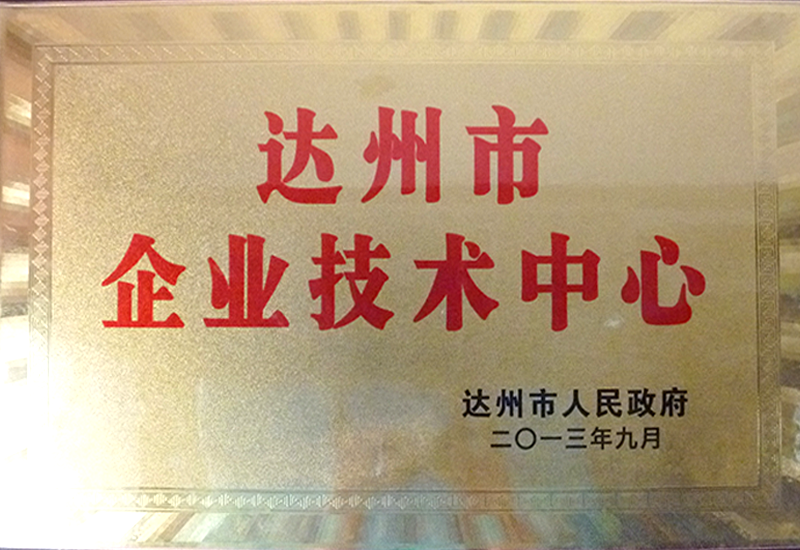 达州市
企业技术中心
达州市人民政府
二〇一三年九月